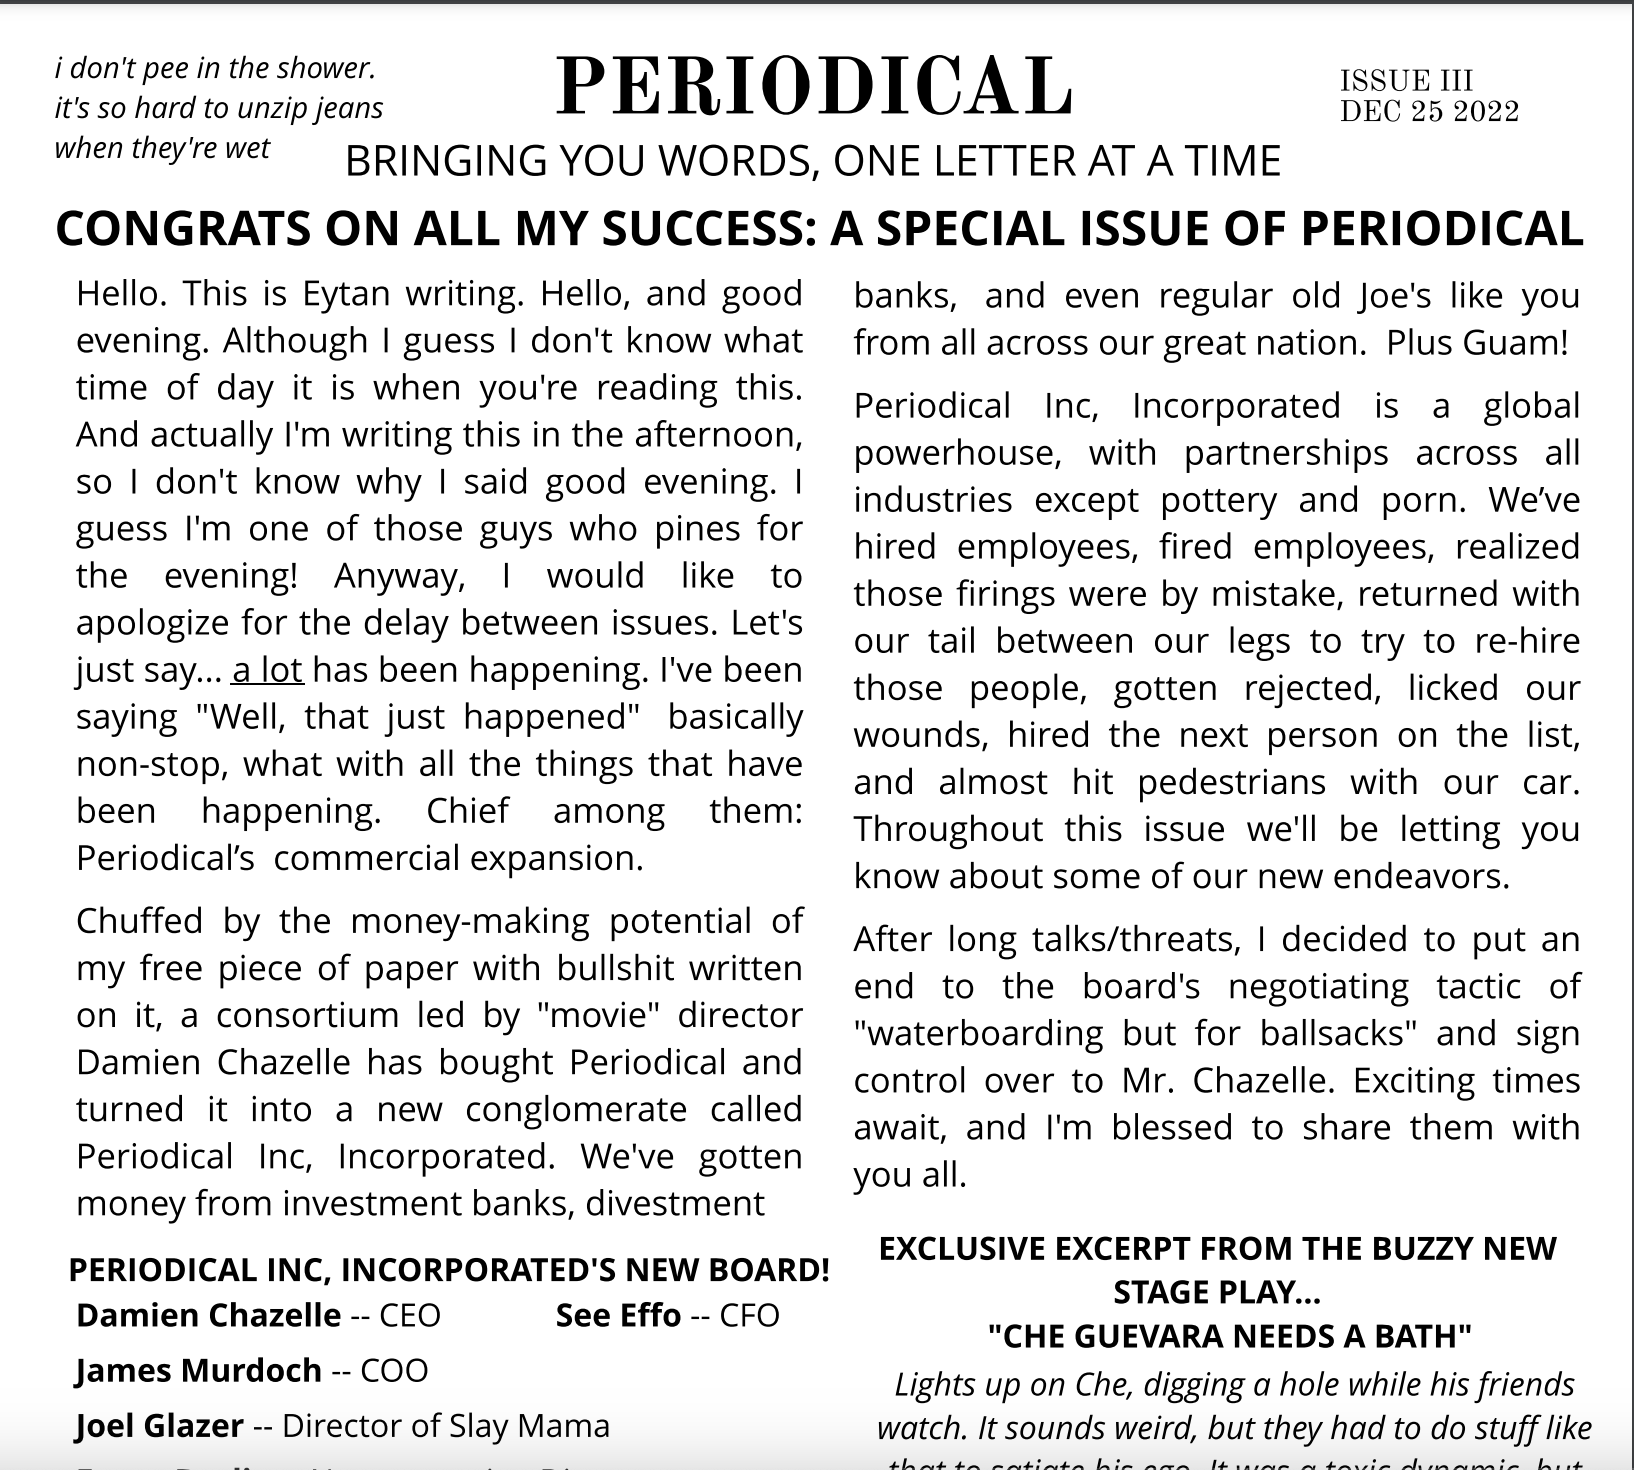 i don't pee in the shower.
it's so hard to unzip jeans
when they're wet
PERIODICAL
ISSUE III
DEC 25 2022
BRINGING YOU WORDS, ONE LETTER AT A TIME
CONGRATS ON ALL MY SUCCESS: A SPECIAL ISSUE OF PERIODICAL
Hello. This is Eytan writing. Hello, and good
evening. Although I guess I don't know what
time of day it is when you're reading this.
And actually I'm writing this in the afternoon,
so I don't know why I said good evening. I
guess I'm one of those guys who pines for
the evening! Anyway, I would like to
apologize for the delay between issues. Let's
just say... a lot has been happening. I've been
saying "Well, that just happened" basically
non-stop, what with all the things that have
been happening. Chief among them:
Periodical’s commercial expansion.
Chuffed by the money-making potential of
my free piece of paper with bullshit written
on it, a consortium led by "movie" director
Damien Chazelle has bought Periodical and
turned it into a new conglomerate called
Periodical Inc, Incorporated. We've gotten
money from investment banks, divestment
banks, and even regular old Joe's like you
from all across our great nation. Plus Guam!
Periodical Inc, Incorporated is a global
powerhouse, with partnerships across all
industries except pottery and porn. We’ve
hired employees, fired employees, realized
those firings were by mistake, returned with
our tail between our legs to try to re-hire
those people, gotten rejected, licked our
wounds, hired the next person on the list,
and almost hit pedestrians with our car.
Throughout this issue we'll be letting you
know about some of our new endeavors.
After long talks/threats, I decided to put an
end to the board's negotiating tactic of
"waterboarding but for ballsacks" and sign
control over to Mr. Chazelle. Exciting times
await, and I'm blessed to share them with
you all.
PERIODICAL INC, INCORPORATED'S NEW BOARD!
Damien Chazelle -- CEO See Effo -- CFO
James Murdoch -- COO
Joel Glazer -- Director of Slay Mama
EXCLUSIVE EXCERPT FROM THE BUZZY NEW
STAGE PLAY...
"CHE GUEVARA NEEDS A BATH"
Lights up on Che, digging a hole while his friends
watch. It sounds weird, but they had to do stuff like
that to satiate his ego. It was a toxic dynamic, but